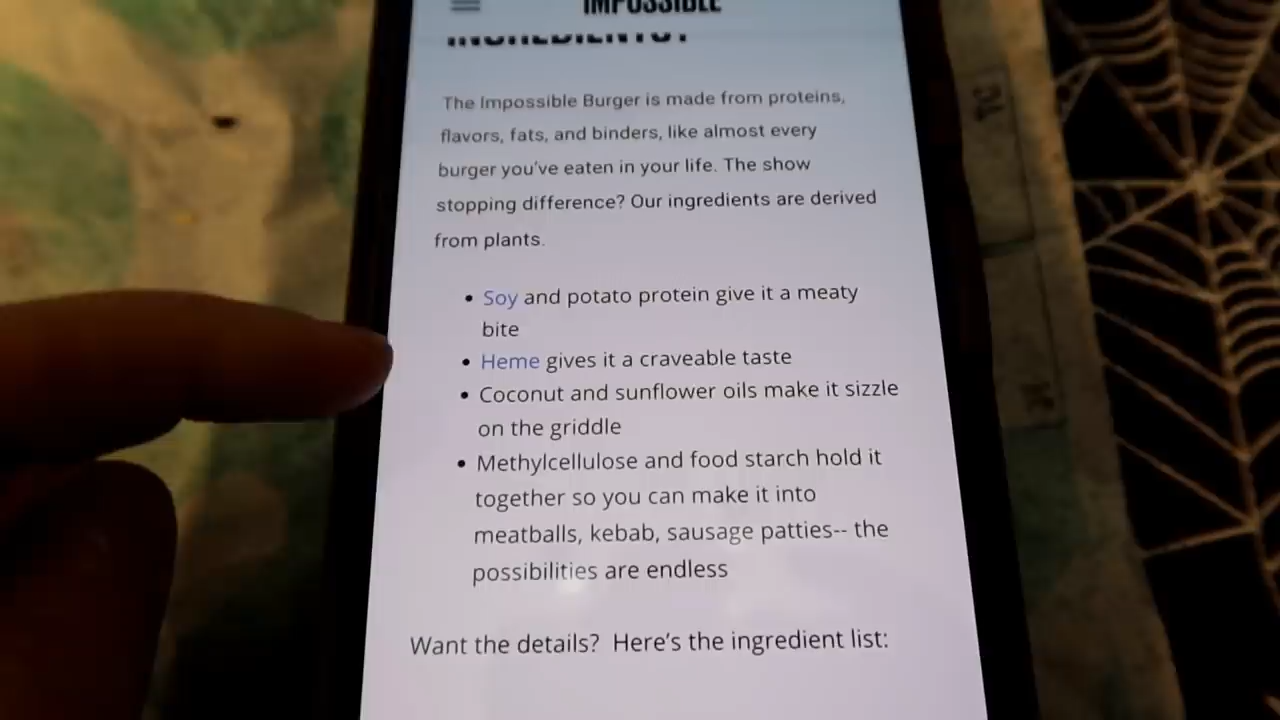 IMPOSSIBLE
INGREDIENTS?
The Impossible Burger is made from proteins,
flavors, fats, and binders, like almost every
burger you've eaten in your life. The show
stopping difference? Our ingredients are derived
from plants.
• Soy and potato protein give it a meaty
bite
• Heme gives it a craveable taste
• Coconut and sunflower oils make it sizzle
on the griddle
• Methylcellulose and food starch hold it
together so you can make it into
meatballs, kebab, sausage patties-- the
possibilities are endless
Want the details? Here's the ingredient list: